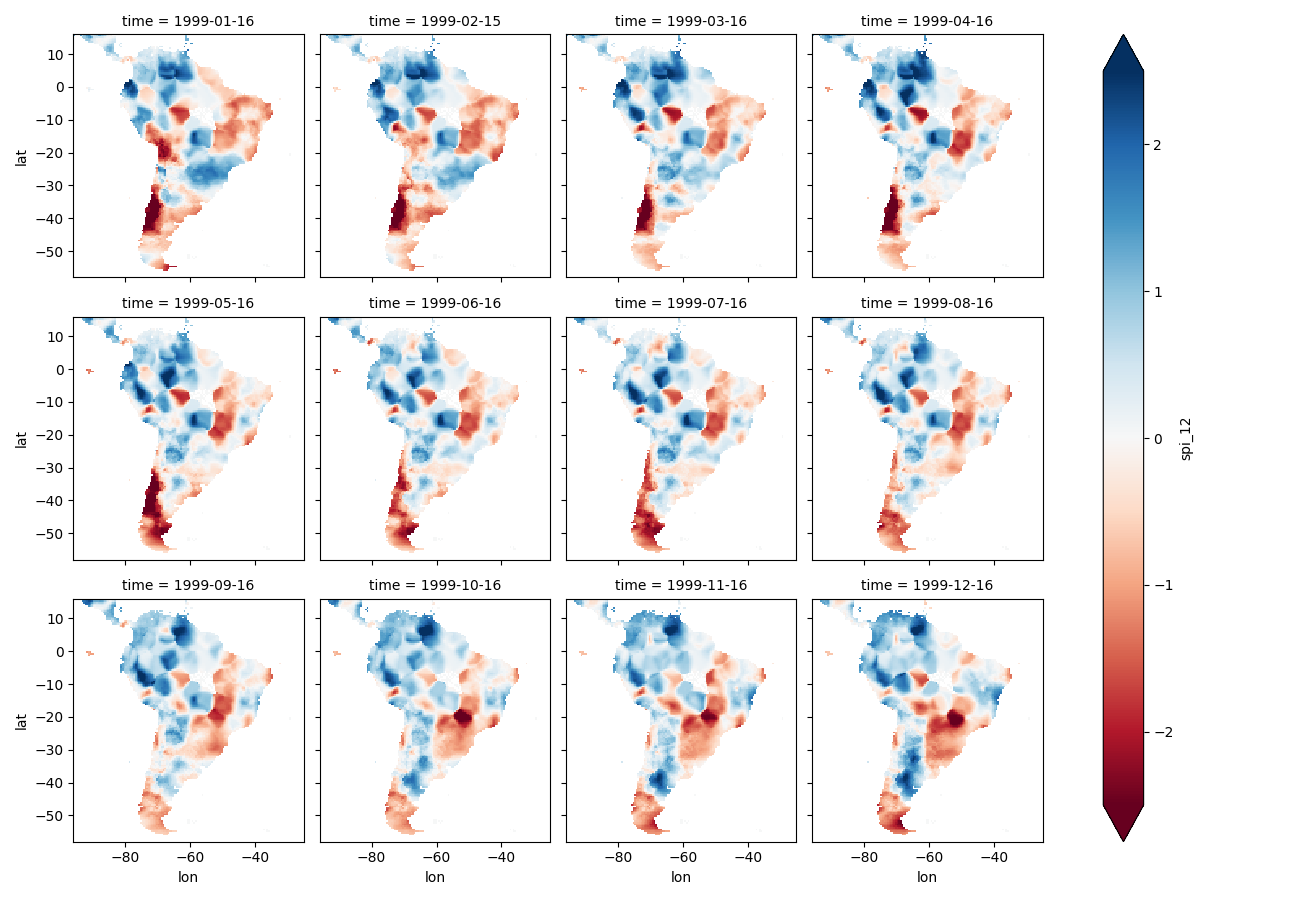 time = 1999-01-16
time = 1999-02-15
time = 1999-03-16
time = 1999-04-16
lat
10
0
−10
−20
−30
−40
−50
time = 1999-05-16
time = 1999-06-16
time = 1999-07-16
time = 1999-08-16
lat
10
0
−10
−20
−30
−40
−50
time = 1999-09-16
time = 1999-10-16
time = 1999-11-16
time = 1999-12-16
lat
10
0
−10
−20
−30
−40
−50
−80 −60 −40
lon
−80 −60 −40
lon
−80 −60 −40
lon
−80 −60 −40
lon
2
1
0
−1
−2
spi_12